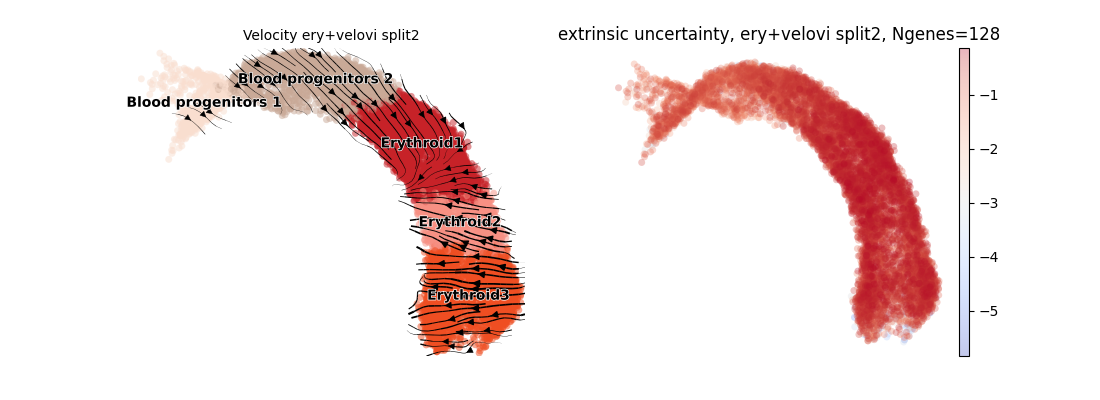 Velocity ery+velovi split2
Blood progenitors 2
Blood progenitors 1
Erythroid1
Erythroid2
Erythroid3
extrinsic uncertainty, ery+velovi split2, Ngenes=128
−1
−2
−3
−4
−5